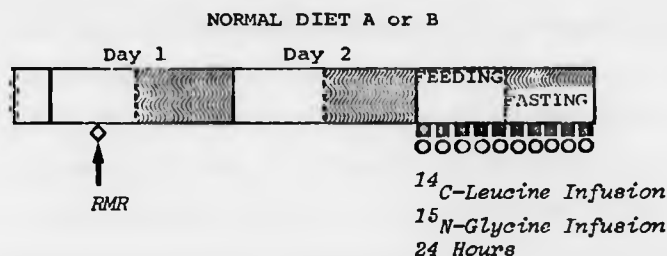 NORMAL DIET A or B
Day 1 Day 2
FEEDING
FASTING
RMR
14C-Leucine Infusion
15N-Glycine Infusion
24 Hours